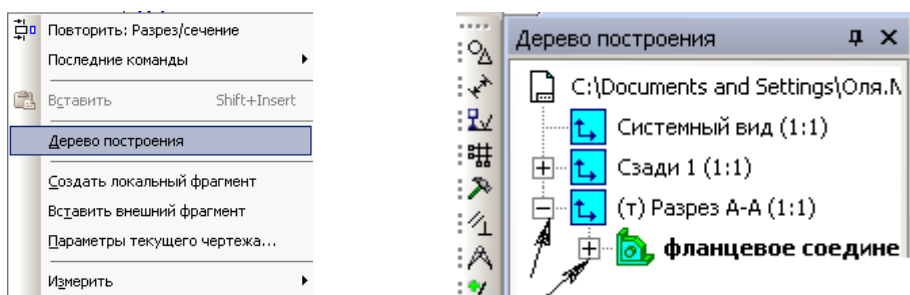 Повторить: Разрез/сечение
Последние команды
Вставить Shift+Insert
Дерево построения
Создать локальный фрагмент
Вставить внешний фрагмент
Параметры текущего чертежа...
Измерить
Дерево построения
C:\Documents and Settings\Оля.М
Системный вид (1:1)
Сзади 1 (1:1)
(т) Разрез А-А (1:1)
фланцевое соедине